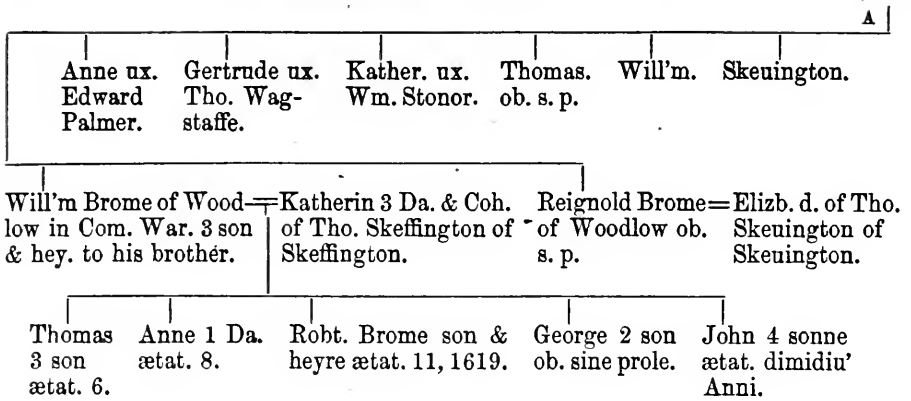 A
Anne ux.
Edward
Palmer.
Gertrude ux.
Tho. Wag-
staffe.
Kather. ux.
Wm. Stonor.
Thomas.
ob. s. p.
Will'm.
Skeuington.
Will'm Brome of Wood-
low in Com. War. 3 son
& hey. to his brother.
Katherin 3 Da. & Coh.
of Tho. Skeffington of
Skeffington.
Reignold Brome
of Woodlow ob.
s. p.
Elizb. d. of Tho.
Skeuington of
Skeuington.
Thomas
3 son
ætat. 6.
Anne 1 Da.
ætat. 8.
Robt. Brome son &
heyre ætat. 11, 1619.
George 2 son
ob. sine prole.
John 4 sonne
ætat. dimidiu'
Anni.